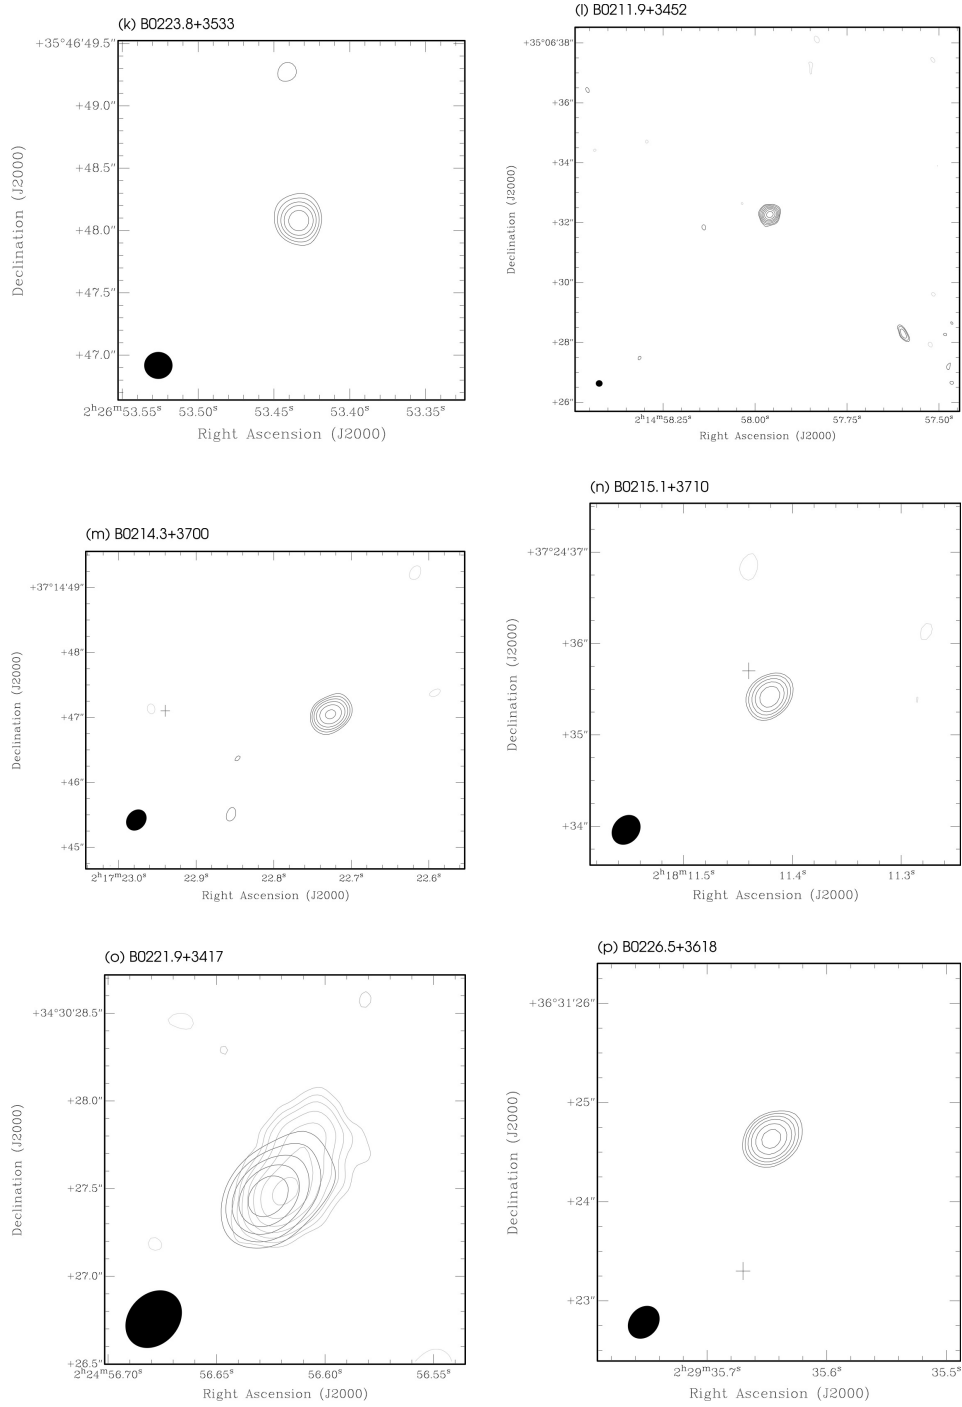 (k) B0223.8+3533
+35°46'49.5"
+49.0"
+48.5"
+48.0"
+47.5"
+47.0"
Declination (J2000)
2h26m53.55s 53.50s 53.45s 53.40s 53.35s
Right Ascension (J2000)
(l) B0211.9+3452
+35°06'38"
+36"
+34"
+32"
+30"
+28"
+26"
Declination (J2000)
2h14m58.25s 58.00s 57.75s 57.50s
Right Ascension (J2000)
(m) B0214.3+3700
+37°14'49"
+48"
+47"
+46"
+45"
Declination (J2000)
2h17m23.0s 22.9s 22.8s 22.7s 22.6s
Right Ascension (J2000)
(n) B0215.1+3710
+37°24'37"
+36"
+35"
+34"
Declination (J2000)
2h18m11.5s 11.4s 11.3s
Right Ascension (J2000)
(o) B0221.9+3417
+34°30'28.5"
+28.0"
+27.5"
+27.0"
+26.5"
Declination (J2000)
2h24m56.70s 56.65s 56.60s 56.55s
Right Ascension (J2000)
(p) B0226.5+3618
+36°31'26"
+25"
+24"
+23"
Declination (J2000)
2h29m35.7s 35.6s 35.5s
Right Ascension (J2000)